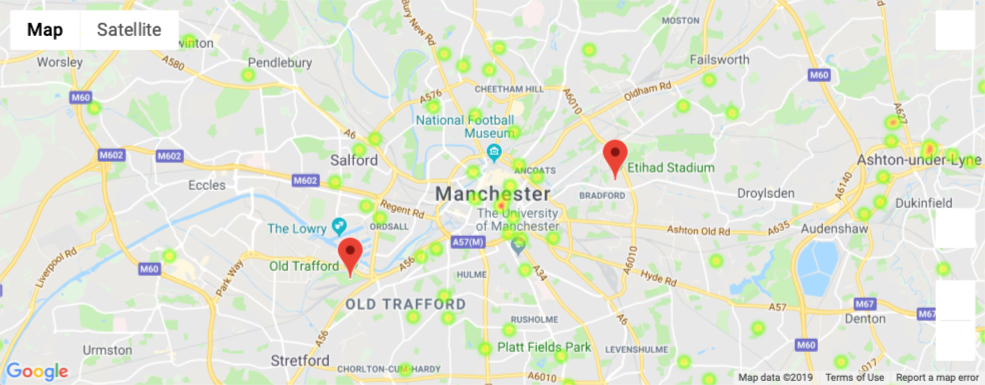 Map Satellite
MOSTON
Bury New Rd
winton
Worsley
Pendlebury
Failsworth
A580
M60
M60
A576
CHEETHAM HILL
A6010
Oldham Rd
A627
National Football
Museum
A6
M602
M602
Salford
Ashton-under-Lyne
ANCOATS
Etihad Stadium
M602
Eccles
Manchester
BRADFORD
Droylsden
A6140
Dukinfield
Regent Rd
The Lowry
ORDSALL
The University
of Manchester
Ashton Old Rd
A635
Audenshaw
A57(M)
Liverpool Rd
M60
Park Way
Old Trafford
A56
HULME
A34
A6010
Hyde Rd
OLD TRAFFORD
A57
M60
M67
RUSHOLME
A6
Denton
Urmston
A56
Stretford
Platt Fields Park
LEVENSHULME
M60
CHORLTON-CUM-HARDY
A6010
A6017
Google
Map data ©2019 Terms of Use Report a map error